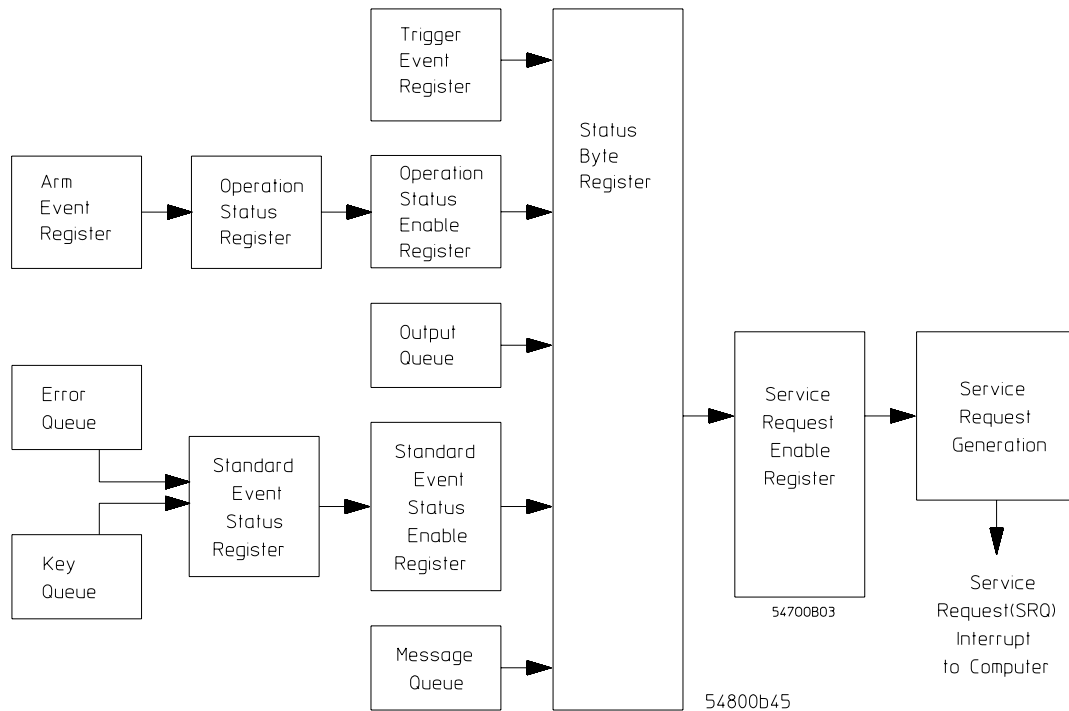 Trigger
Event
Register
Status
Byte
Register
Arm
Event
Register
Operation
Status
Register
Operation
Status
Enable
Register
Output
Queue
Error
Queue
Key
Queue
Standard
Event
Status
Register
Standard
Event
Status
Enable
Register
Message
Queue
Service
Request
Enable
Register
54700B03
Service
Request
Generation
Service
Request(SRQ)
Interrupt
to Computer
54800b45